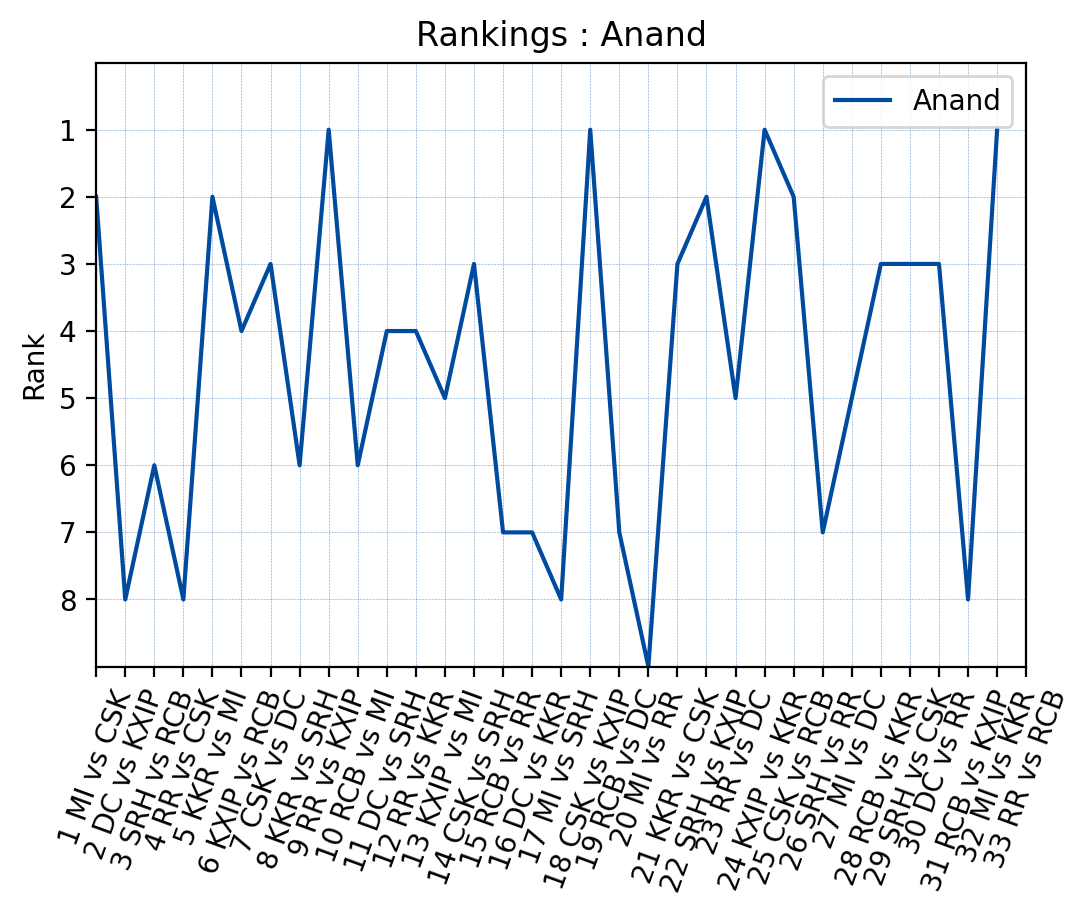 Rankings : Anand
Anand
Rank
1
2
3
4
5
6
7
8
1 MI vs CSK
2 DC vs KXIP
3 SRH vs RCB
4 RR vs CSK
5 KKR vs MI
6 KXIP vs RCB
7 CSK vs DC
8 KKR vs SRH
9 RR vs KXIP
10 RCB vs MI
11 DC vs SRH
12 RR vs KKR
13 KXIP vs MI
14 CSK vs SRH
15 RCB vs RR
16 DC vs KKR
17 MI vs SRH
18 CSK vs KXIP
19 RCB vs DC
20 MI vs RR
21 KKR vs CSK
22 SRH vs KXIP
23 RR vs DC
24 KXIP vs KKR
25 CSK vs RCB
26 SRH vs RR
27 MI vs DC
28 RCB vs KKR
29 SRH vs CSK
30 DC vs RR
31 RCB vs KXIP
32 MI vs KKR
33 RR vs RCB